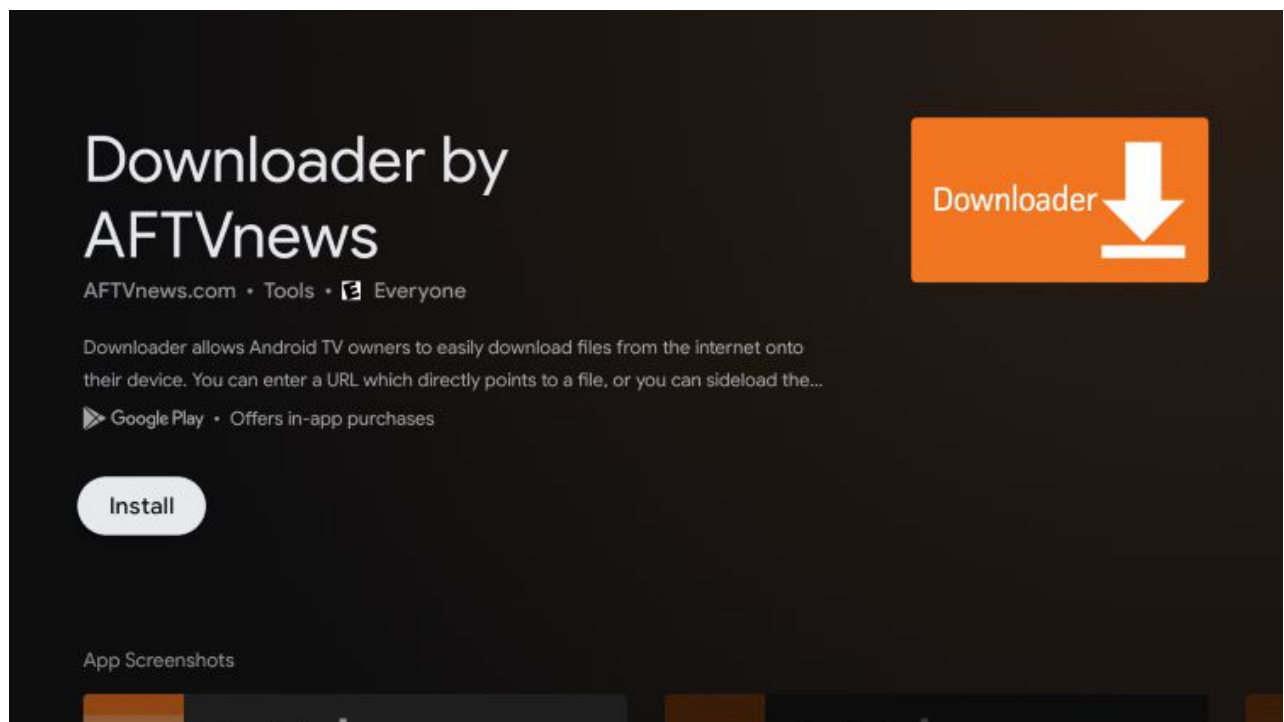 Downloader by
AFTVnews
AFTVnews.com • Tools • E Everyone
Downloader allows Android TV owners to easily download files from the internet onto
their device. You can enter a URL which directly points to a file, or you can sideload the...
Google Play • Offers in-app purchases
Install
App Screenshots
Downloader